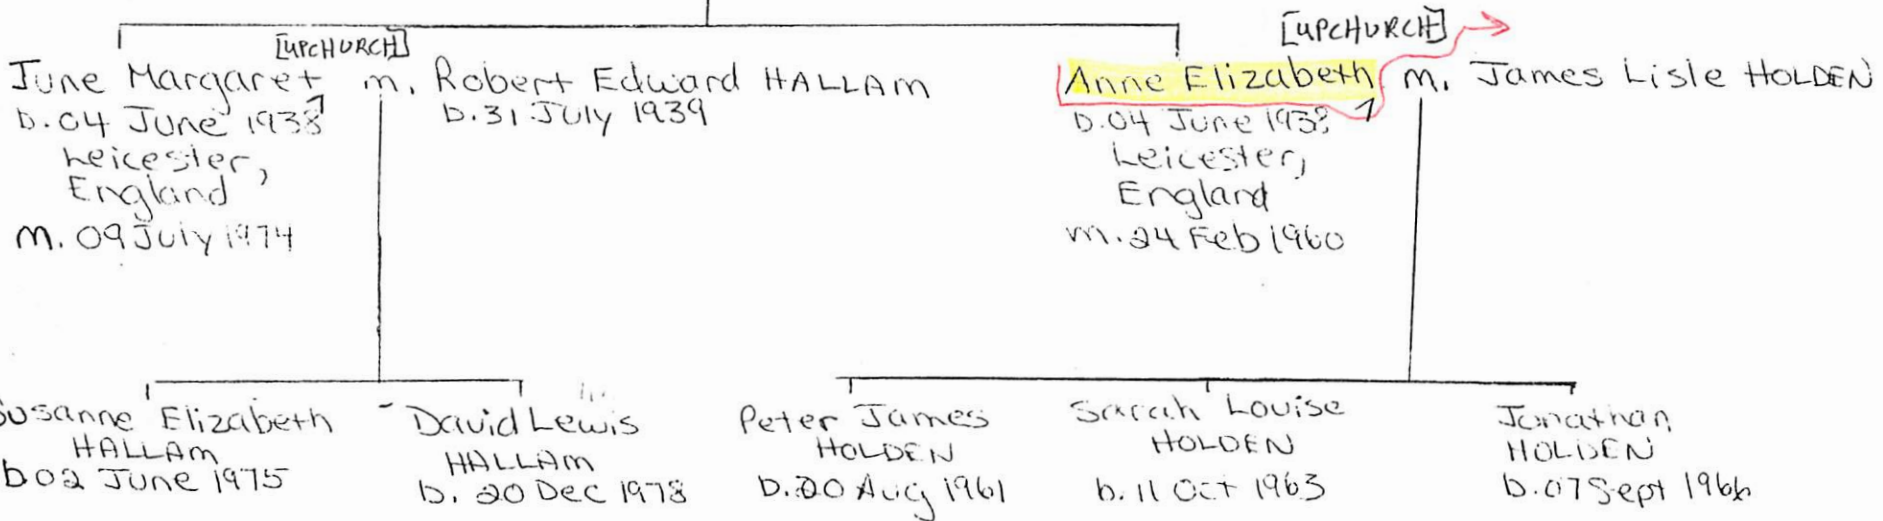 [UPCHURCH]
June Margaret m. Robert Edward HALLAM
b. 04 June 1938
Leicester,
England
m. 09 July 1974
b. 31 July 1939
[UPCHURCH]
Anne Elizabeth m. James Lisle HOLDEN
b. 04 June 1938
Leicester,
England
m. 24 Feb 1960
Susanne Elizabeth
HALLAM
b 02 June 1975
David Lewis
HALLAM
b. 20 Dec 1978
Peter James
HOLDEN
b. 20 Aug 1961
Sarah Louise
HOLDEN
b. 11 Oct 1963
Jonathan
HOLDEN
b. 07 Sept 1966